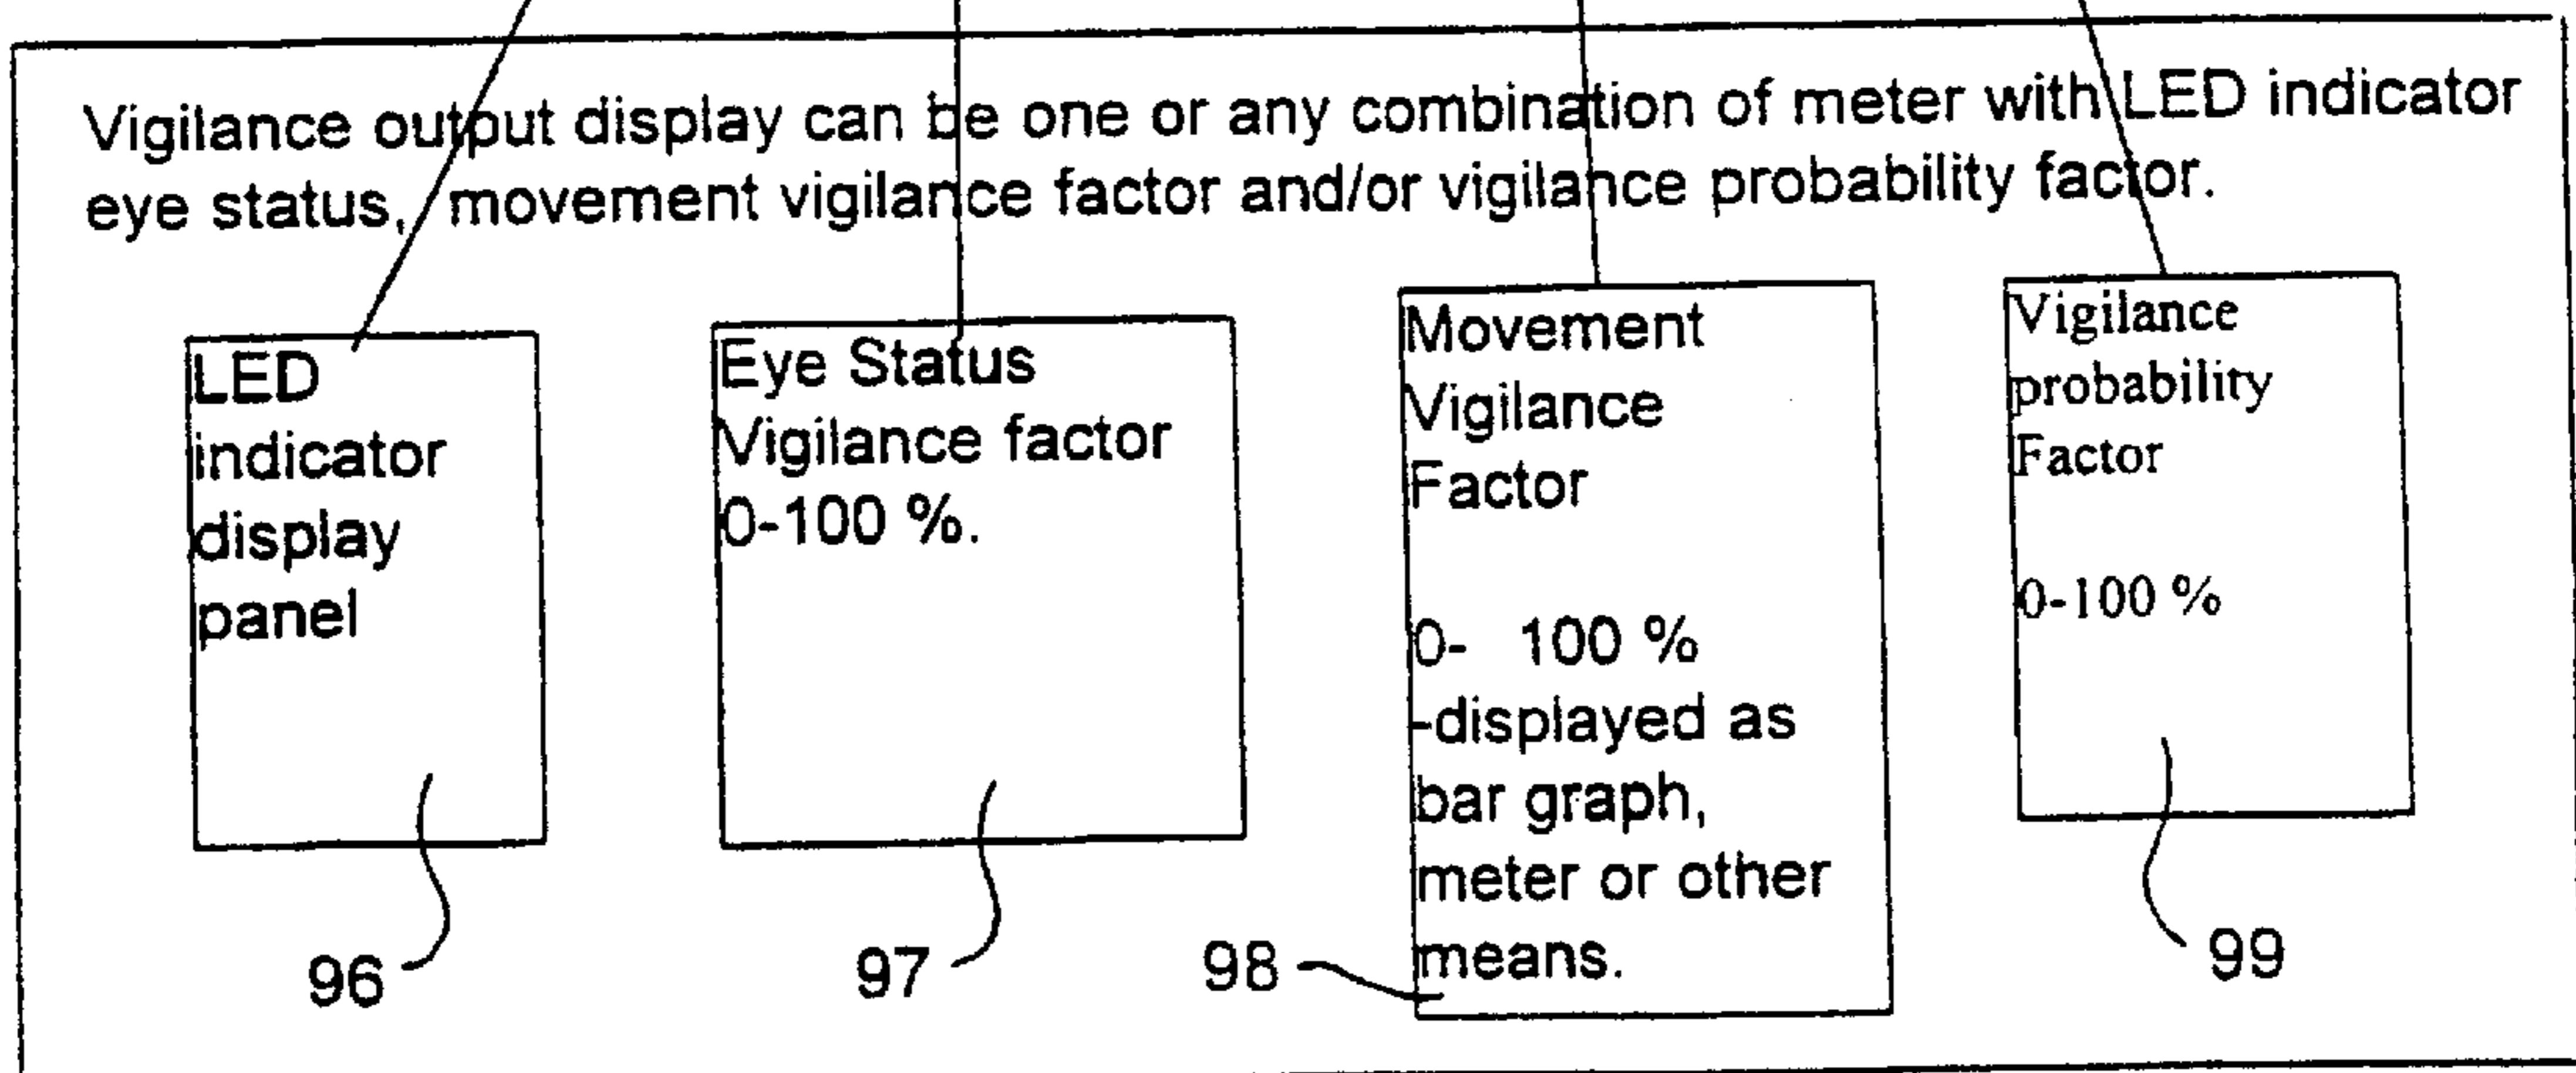 Vigilance output display can be one or any combination of meter with LED indicator
eye status, movement vigilance factor and/or vigilance probability factor.
LED
indicator
display
panel
96
Eye Status
Vigilance factor
0-100 %.
97
Movement
Vigilance
Factor
0- 100 %
-displayed as
bar graph,
meter or other
means.
98
Vigilance
probability
Factor
0-100 %
99